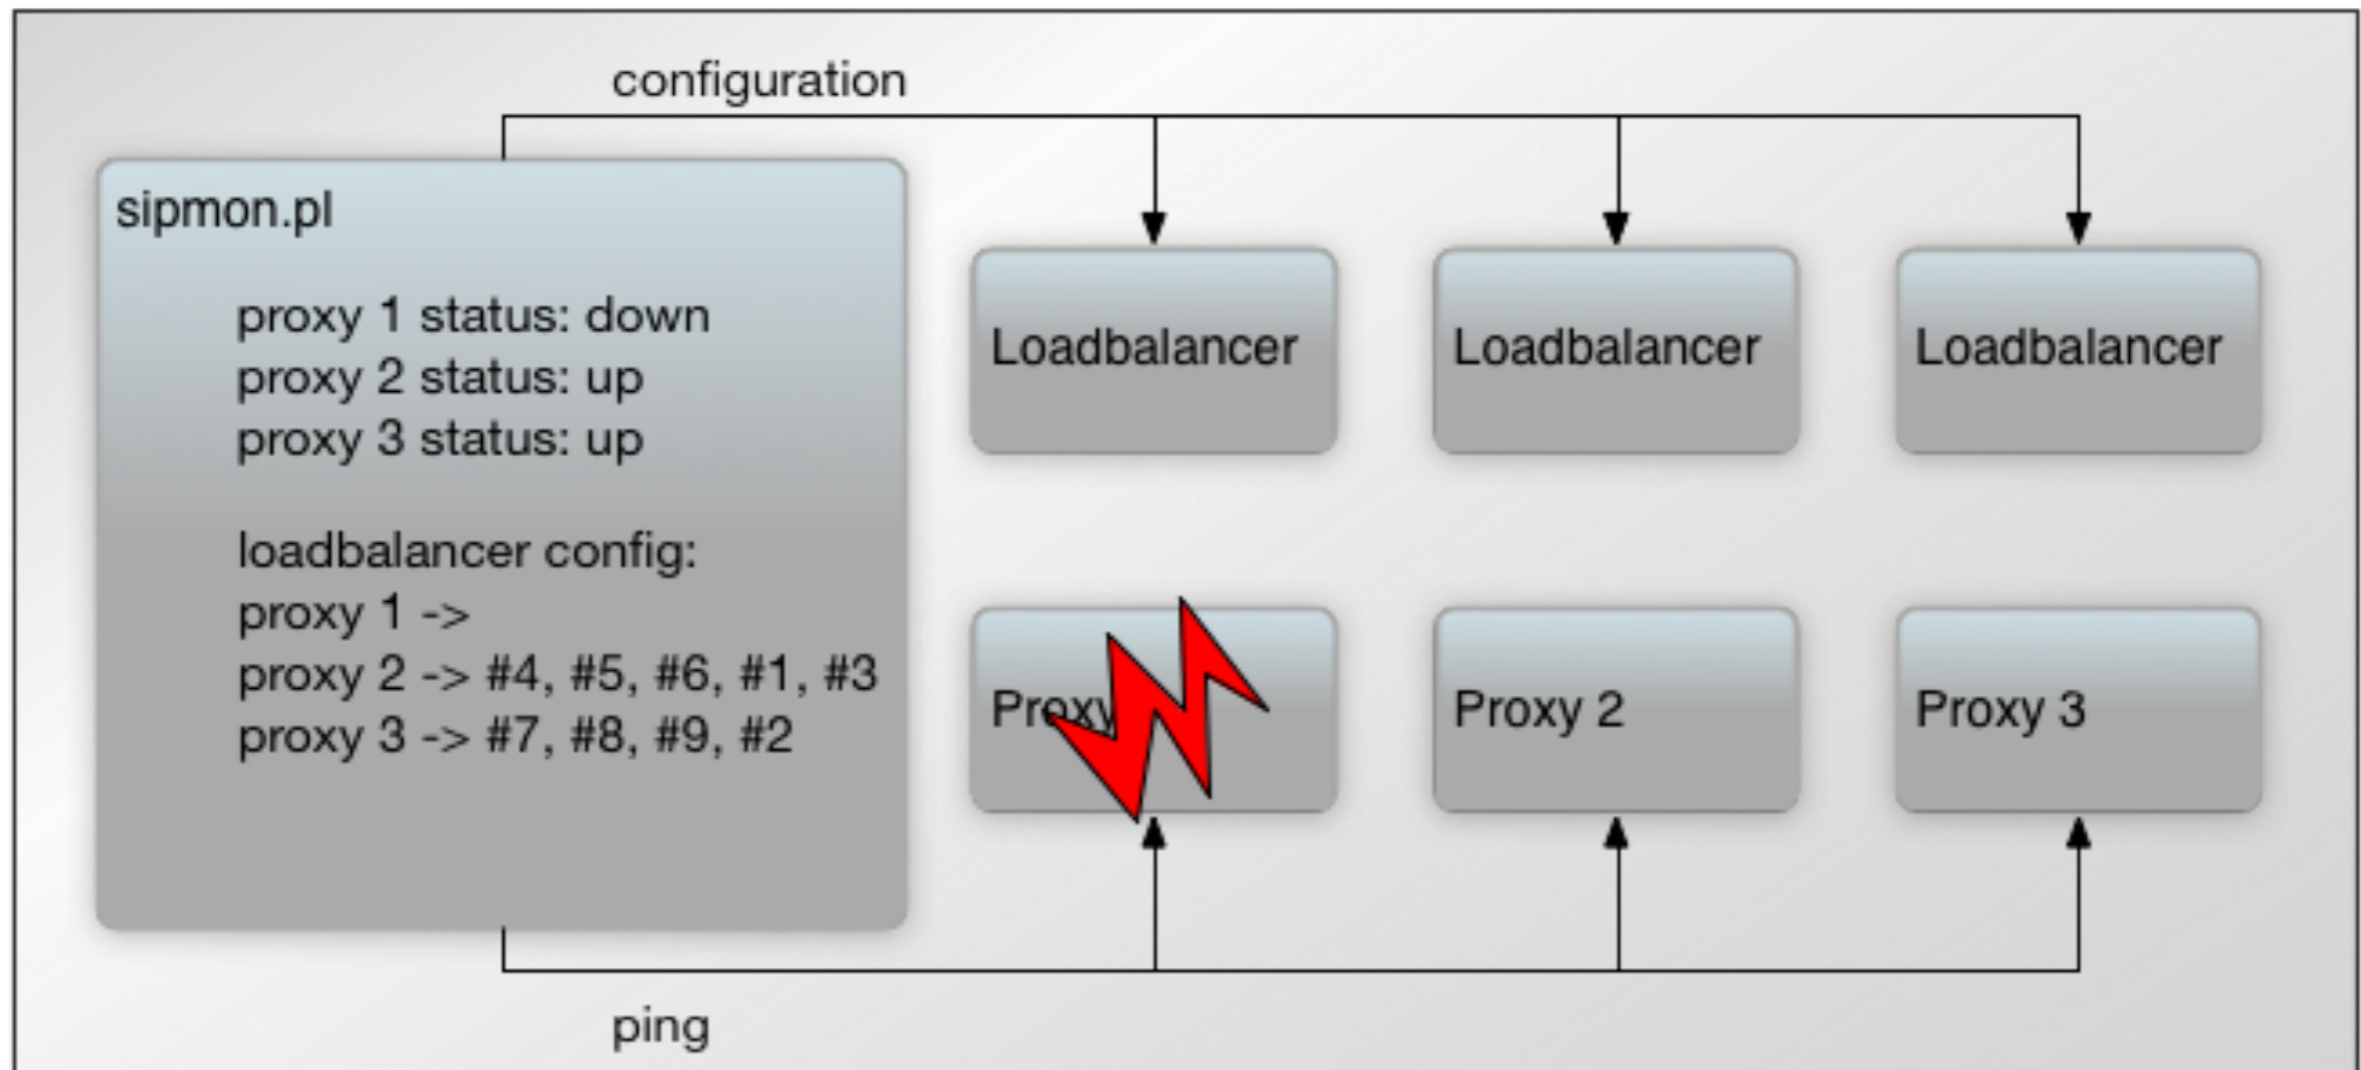 configuration
sipmon.pl
proxy 1 status: down
proxy 2 status: up
proxy 3 status: up
loadbalancer config:
proxy 1 ->
proxy 2 -> #4, #5, #6, #1, #3
proxy 3 -> #7, #8, #9, #2
Loadbalancer
Loadbalancer
Loadbalancer
Proxy
Proxy 2
Proxy 3
ping